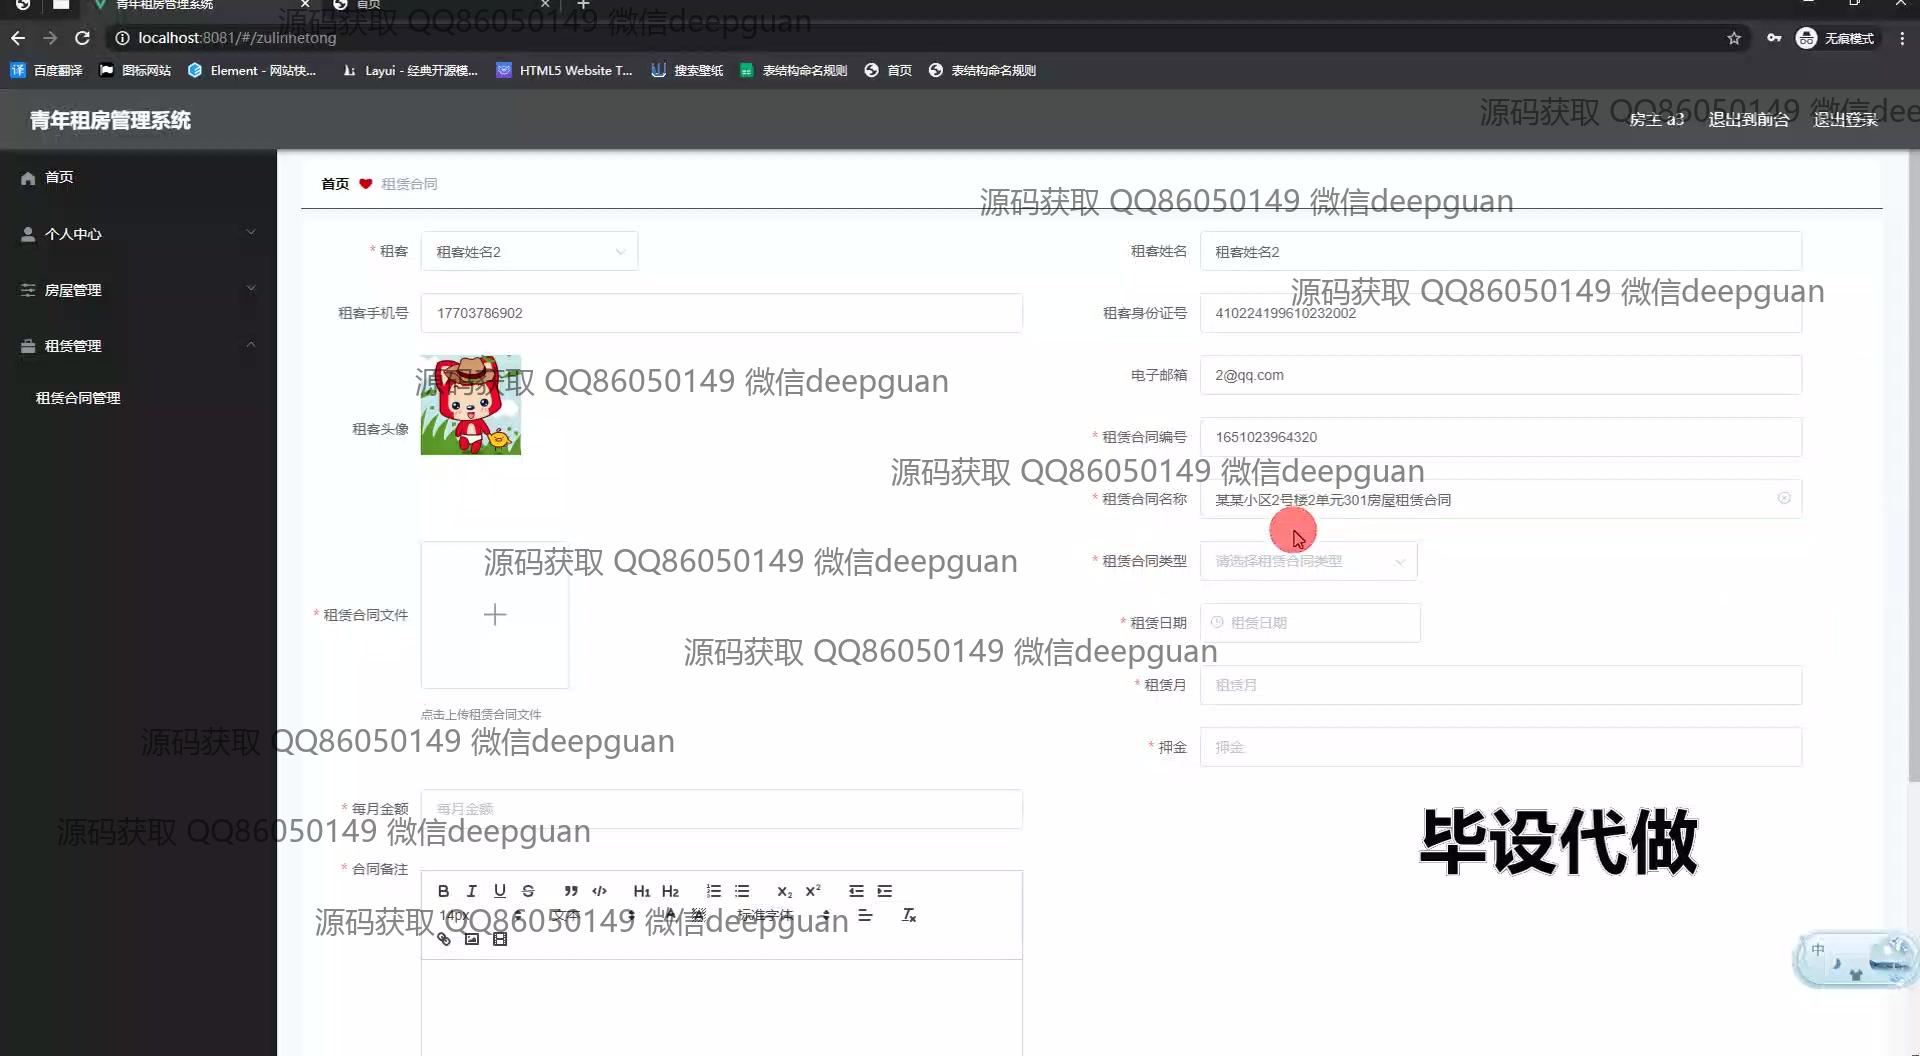 青年租房管理系统
首页
localhost:8081/#/zulinhetong
无痕模式
百度翻译
图标网站
Element - 网站快...
Layui - 经典开源模...
HTML5 Website T...
搜索壁纸
表结构命名规则
首页
表结构命名规则
源码获取 QQ86050149 微信deepguan
青年租房管理系统
房主 a3
退出到前台
退出登录
源码获取 QQ86050149 微信dee
首页
个人中心
房屋管理
租赁管理
租赁合同管理
首页 租赁合同
源码获取 QQ86050149 微信deepguan
* 租客 租客姓名2
租客姓名 租客姓名2
源码获取 QQ86050149 微信deepguan
租客手机号 17703786902
租客身份证号 410224199610232002
源码获取 QQ86050149 微信deepguan
电子邮箱 2@qq.com
租客头像
* 租赁合同编号 1651023964320
源码获取 QQ86050149 微信deepguan
* 租赁合同名称 某某小区2号楼2单元301房屋租赁合同
源码获取 QQ86050149 微信deepguan
* 租赁合同类型 请选择租赁合同类型
* 租赁合同文件
* 租赁日期 租赁日期
源码获取 QQ86050149 微信deepguan
* 租赁月 租赁月
点击上传租赁合同文件
源码获取 QQ86050149 微信deepguan
* 押金 押金
* 每月金额 每月金额
源码获取 QQ86050149 微信deepguan
毕设代做
* 合同备注
B I U S H1 H2 X2 X2
14px 文本 A 标准字体
源码获取 QQ86050149 微信deepguan
中